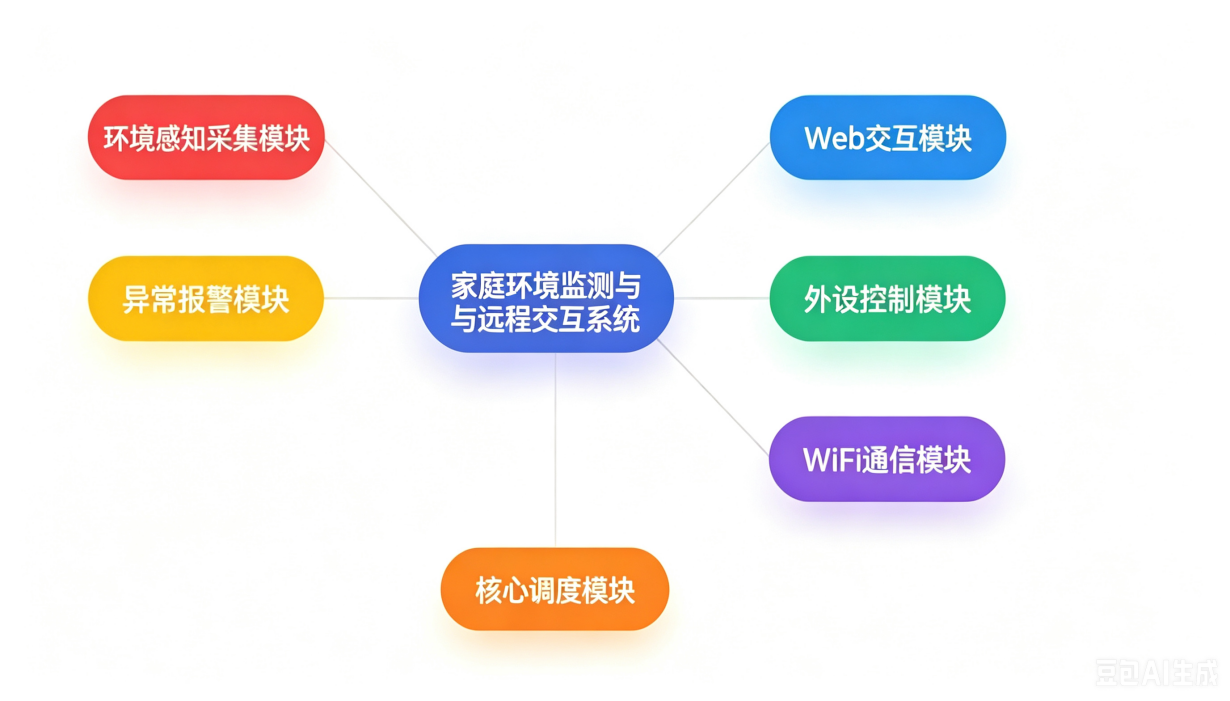 环境感知采集模块
Web交互模块
异常报警模块
家庭环境监测与
与远程交互系统
外设控制模块
WiFi通信模块
核心调度模块
豆包AI生成